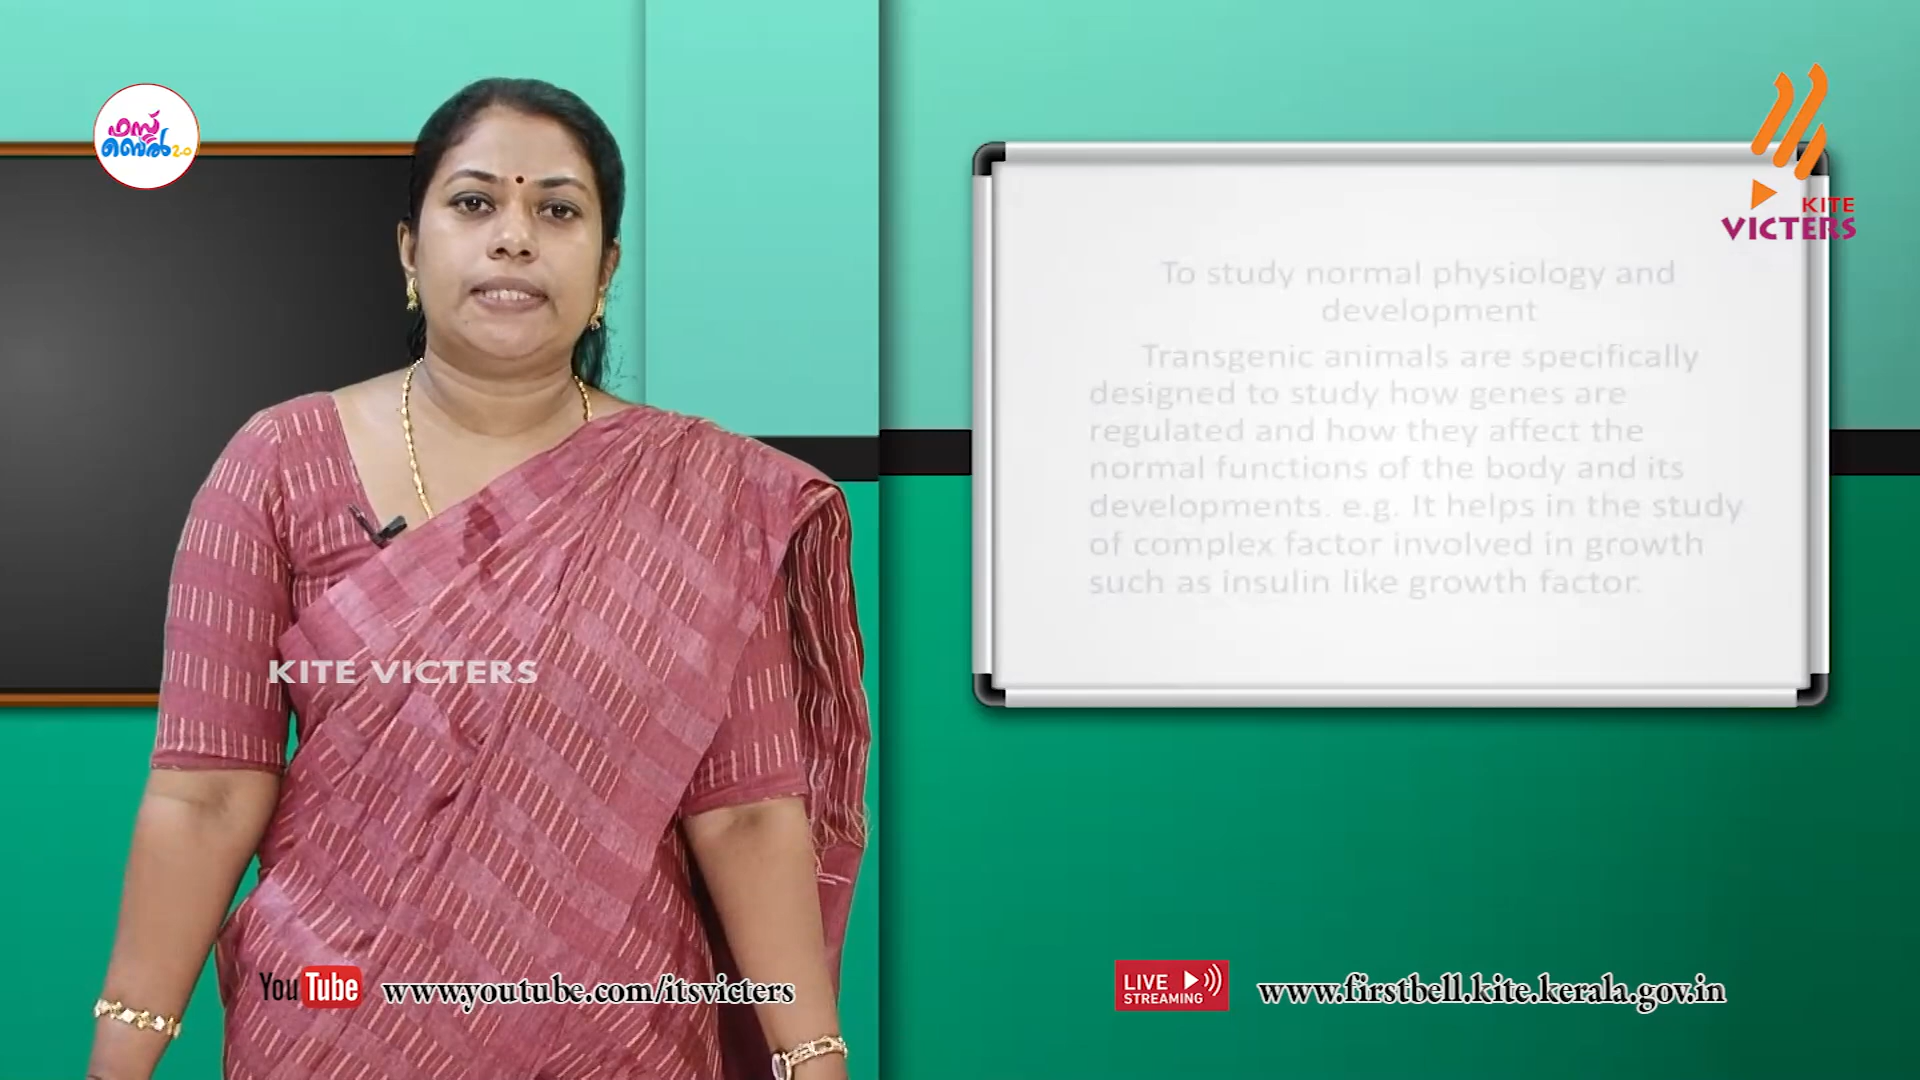 ഫസ്റ്റ്
ബെൽ 2.0
KITE
VICTERS
To study normal physiology and
development
Transgenic animals are specifically
designed to study how genes are
regulated and how they affect the
normal functions of the body and its
developments. e.g. It helps in the study
of complex factor involved in growth
such as insulin like growth factor.
KITE VICTERS
YouTube www.youtube.com/itsvicters
LIVE
STREAMING
www.firstbell.kite.kerala.gov.in